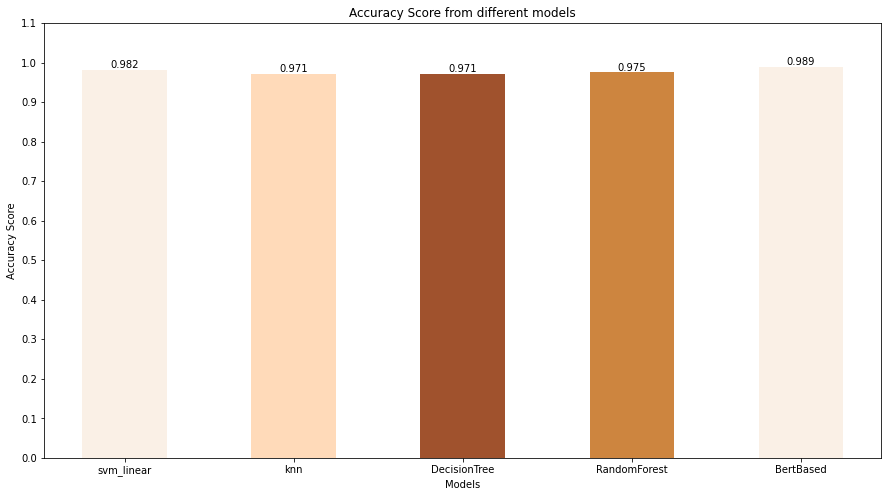 Accuracy Score from different models
1.1
1.0
0.9
0.8
0.7
0.6
0.5
0.4
0.3
0.2
0.1
0.0
Accuracy Score
0.982
0.971
0.971
0.975
0.989
svm_linear
knn
DecisionTree
RandomForest
BertBased
Models